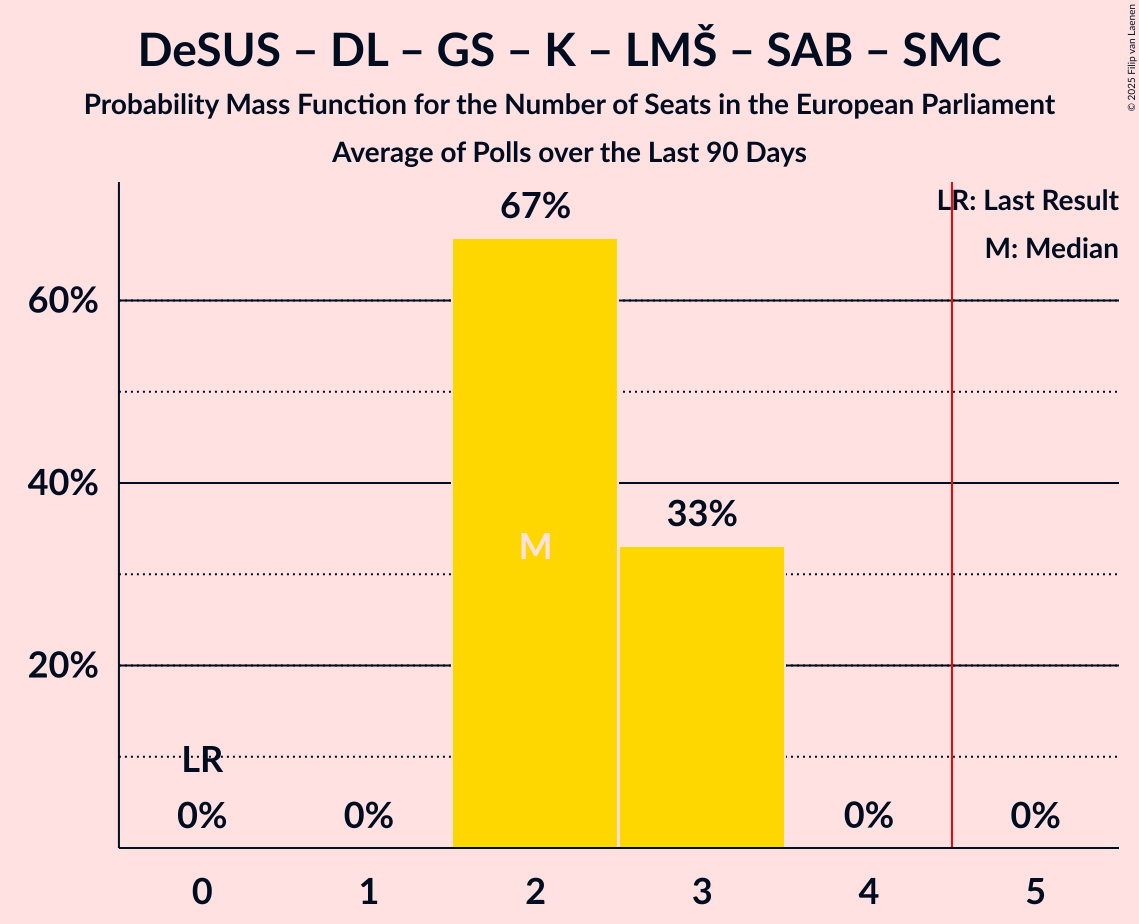 DeSUS – DL – GS – K – LMŠ – SAB – SMC
Probability Mass Function for the Number of Seats in the European Parliament
Average of Polls over the Last 90 Days
© 2025 Filip van Laenen
LR: Last Result
M: Median
67%
60%
40%
33%
M
20%
LR
0% 0% 0% 0%
0 1 2 3 4 5